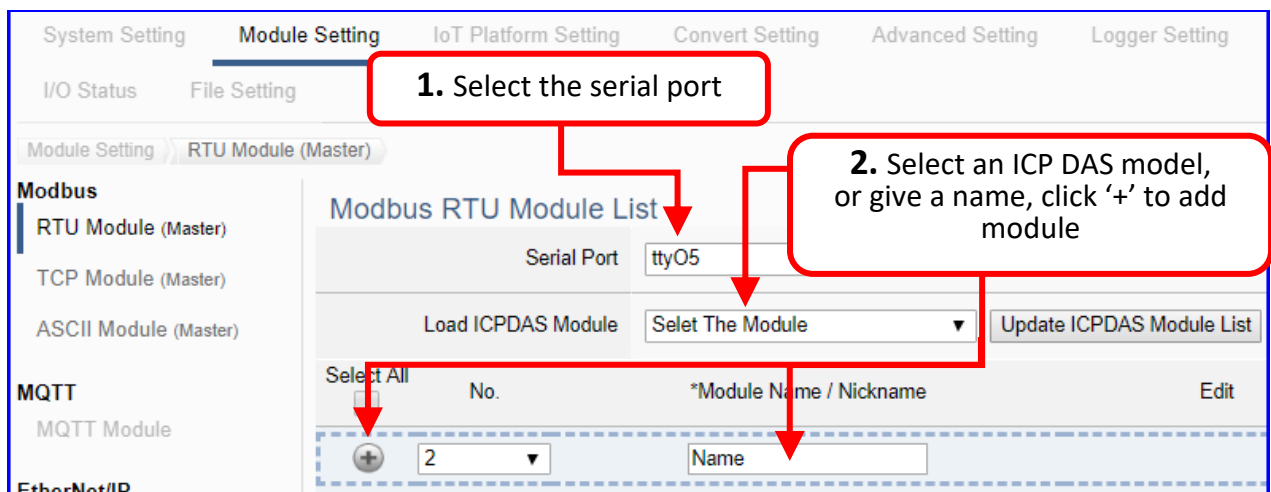 System Setting Module Setting IoT Platform Setting Convert Setting Advanced Setting Logger Setting
I/O Status File Setting
1. Select the serial port
Module Setting RTU Module (Master)
2. Select an ICP DAS model,
or give a name, click ‘+’ to add
module
Modbus
RTU Module (Master)
TCP Module (Master)
ASCII Module (Master)
MQTT
MQTT Module
EtherNet/IP
Modbus RTU Module List
Serial Port ttyO5
Load ICPDAS Module Selet The Module Update ICPDAS Module List
Select All No. *Module Name / Nickname Edit
2 Name